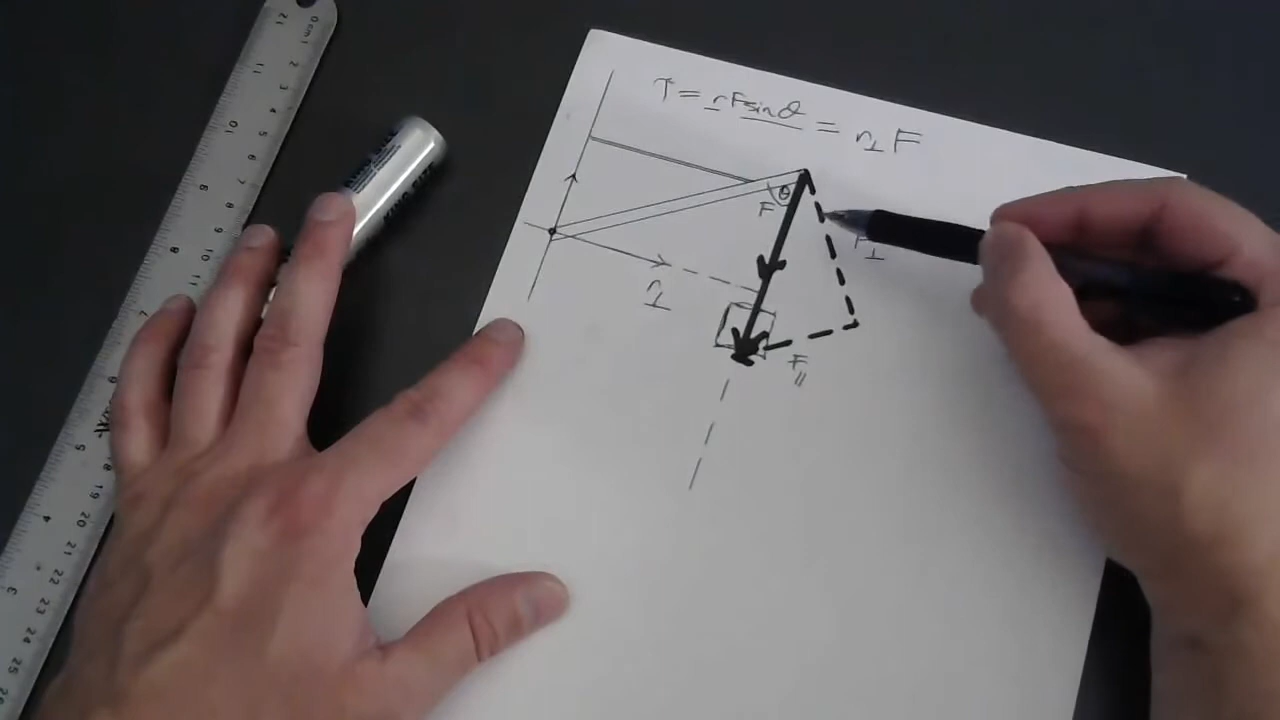 τ = rFsinθ = r⊥F
θ
F
F⊥
r⊥
F∥